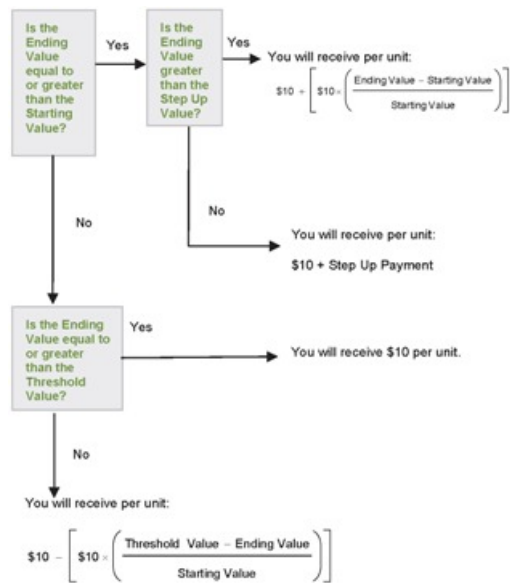 Is the
Ending
Value
equal to
or greater
than the
Starting
Value?
Yes
Is the
Ending
Value
greater
than the
Step Up
Value?
Yes
You will receive per unit:
$10 + [ $10 × ( Ending Value – Starting Value
Starting Value ) ]
No
No
You will receive per unit:
$10 + Step Up Payment
Is the Ending
Value equal to
or greater
than the
Threshold
Value?
Yes
You will receive $10 per unit.
No
You will receive per unit:
$10 – [ $10 × ( Threshold Value – Ending Value
Starting Value ) ]